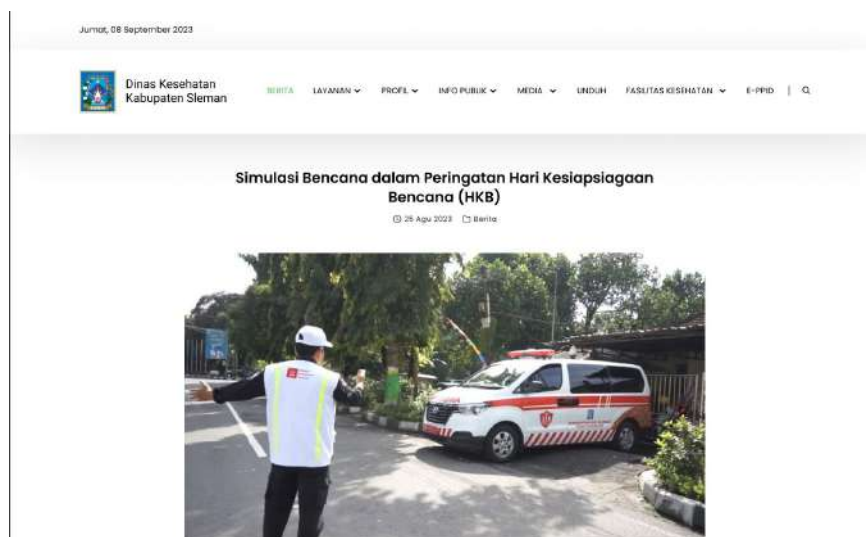 Jumat, 08 September 2023
Dinas Kesehatan
Kabupaten Sleman
BERITA LAYANAN PROFIL INFO PUBLIK MEDIA UNDUH FASILITAS KESEHATAN E-PPID |
Simulasi Bencana dalam Peringatan Hari Kesiapsiagaan
Bencana (HKB)
25 Agu 2023 Berita